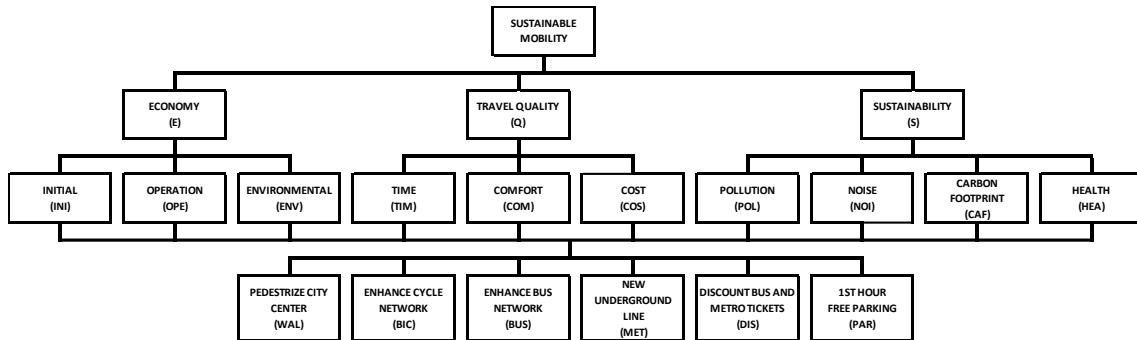 SUSTAINABLE
MOBILITY
ECONOMY
(E)
TRAVEL QUALITY
(Q)
SUSTAINABILITY
(S)
INITIAL
(INI)
OPERATION
(OPE)
ENVIRONMENTAL
(ENV)
TIME
(TIM)
COMFORT
(COM)
COST
(COS)
POLLUTION
(POL)
NOISE
(NOI)
CARBON
FOOTPRINT
(CAF)
HEALTH
(HEA)
PEDESTRIZE CITY
CENTER
(WAL)
ENHANCE CYCLE
NETWORK
(BIC)
ENHANCE BUS
NETWORK
(BUS)
NEW
UNDERGROUND
LINE
(MET)
DISCOUNT BUS AND
METRO TICKETS
(DIS)
1ST HOUR
FREE PARKING
(PAR)